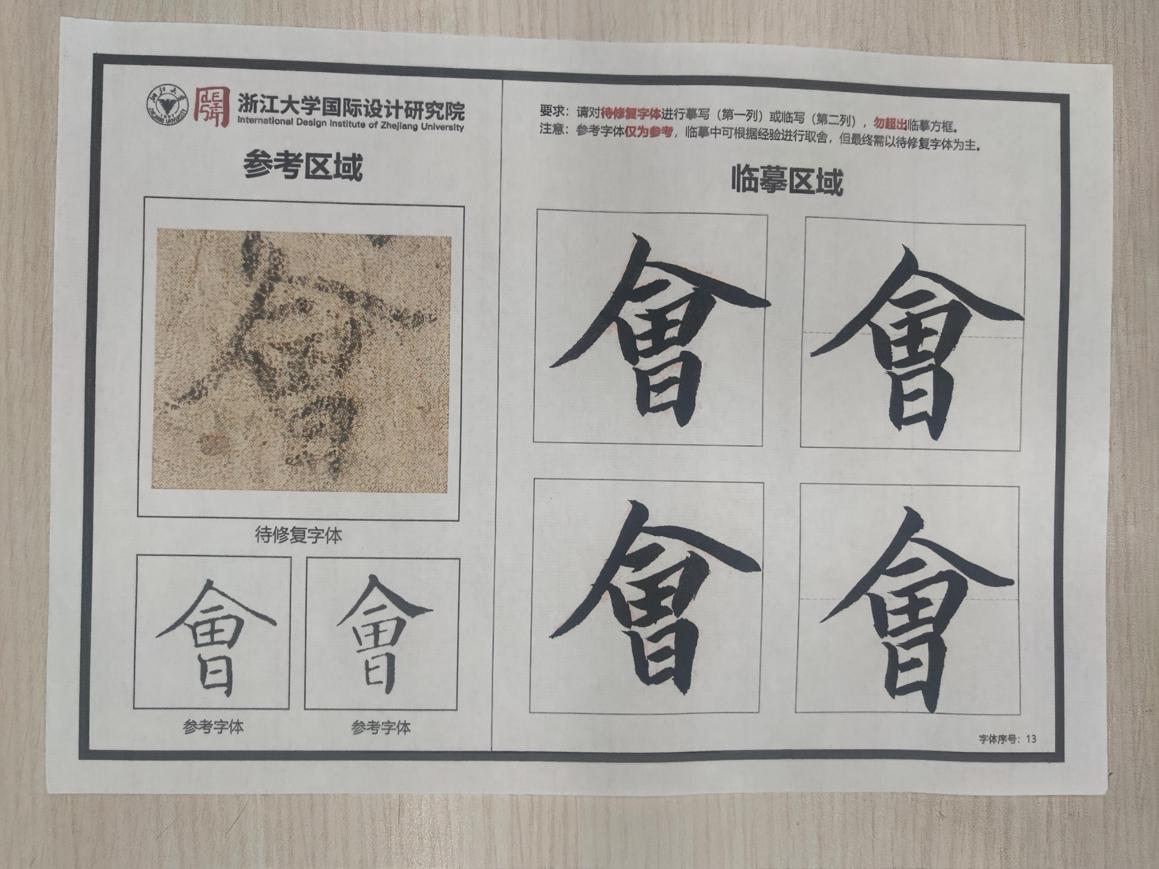 浙江大学国际设计研究院
International Design Institute of Zhejiang University
参考区域
會
待修复字体
會
會
参考字体
参考字体
要求：请对待修复字体进行摹写（第一列）或临写（第二列），勿超出临摹方框。
注意：参考字体仅为参考，临摹中可根据经验进行取舍，但最终需以待修复字体为主。
临摹区域
會
會
會
會
字体序号：13